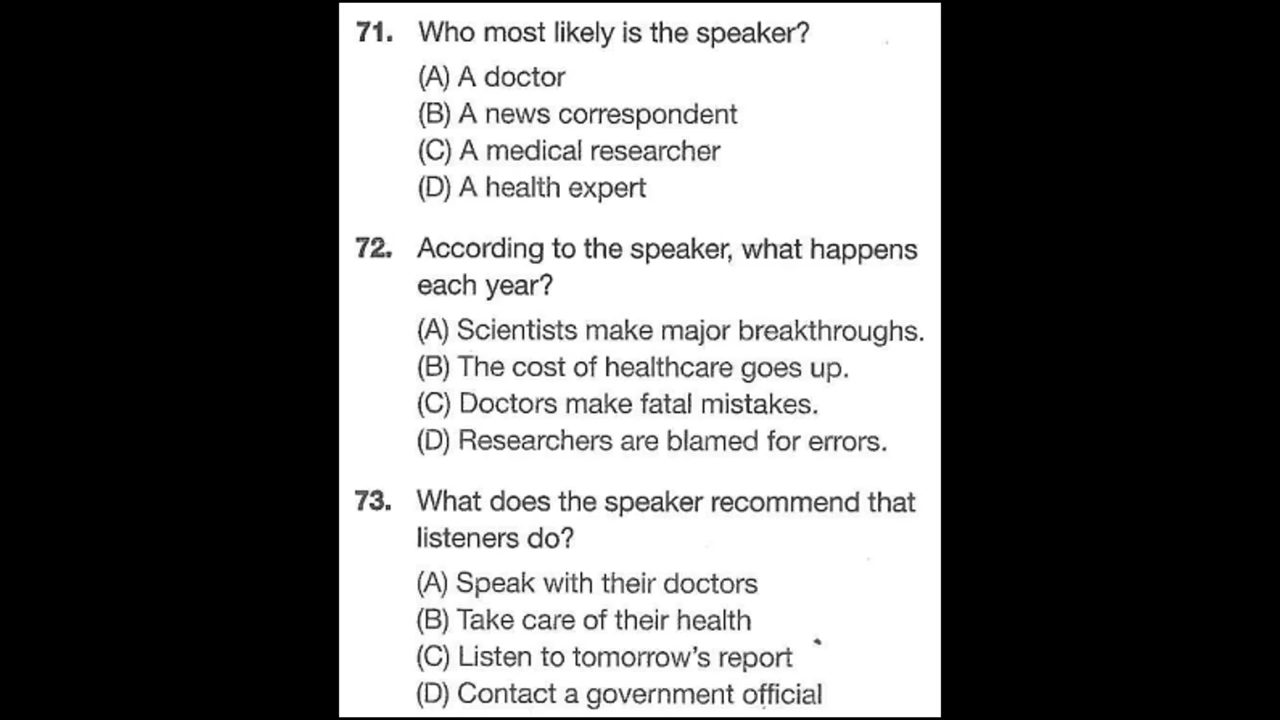 71. Who most likely is the speaker?
(A) A doctor
(B) A news correspondent
(C) A medical researcher
(D) A health expert
72. According to the speaker, what happens
each year?
(A) Scientists make major breakthroughs.
(B) The cost of healthcare goes up.
(C) Doctors make fatal mistakes.
(D) Researchers are blamed for errors.
73. What does the speaker recommend that
listeners do?
(A) Speak with their doctors
(B) Take care of their health
(C) Listen to tomorrow's report
(D) Contact a government official